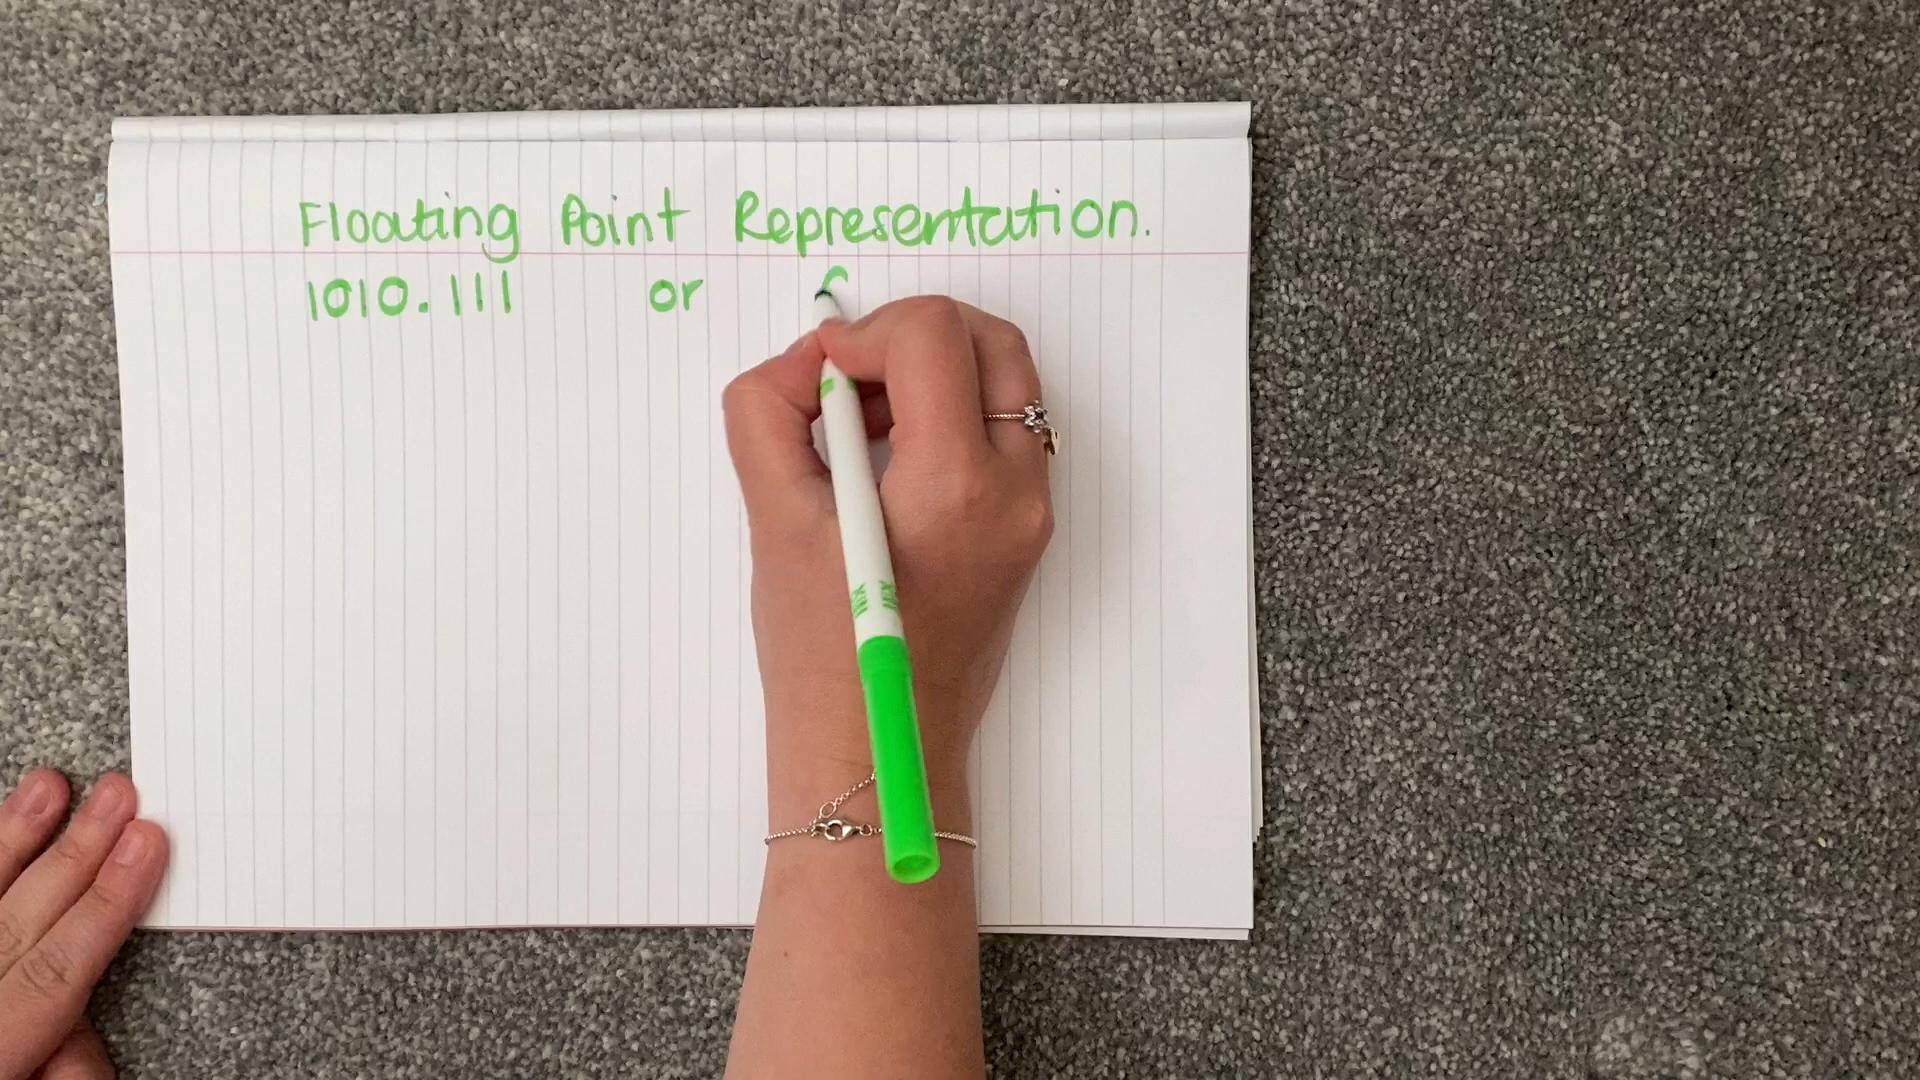 Floating Point Representation.
1010.111 or